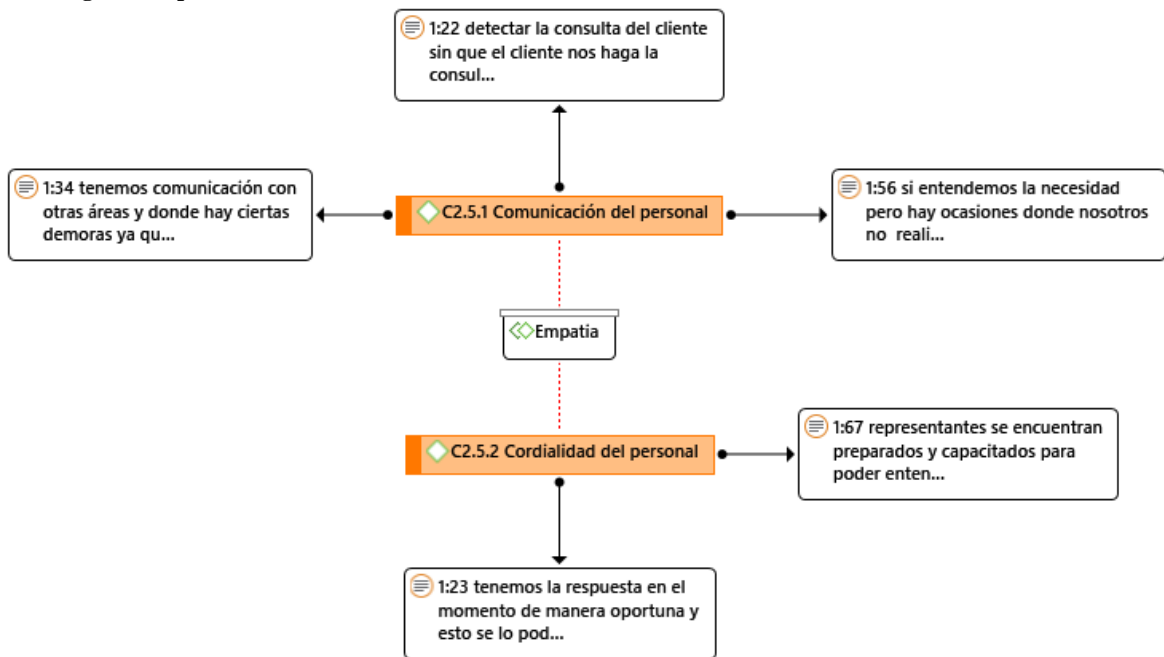 1:22 detectar la consulta del cliente
sin que el cliente nos haga la
consul...
1:34 tenemos comunicación con
otras áreas y donde hay ciertas
demoras ya qu...
C2.5.1 Comunicación del personal
1:56 si entendemos la necesidad
pero hay ocasiones donde nosotros
no reali...
Empatia
C2.5.2 Cordialidad del personal
1:67 representantes se encuentran
preparados y capacitados para
poder enten...
1:23 tenemos la respuesta en el
momento de manera oportuna y
esto se lo pod...